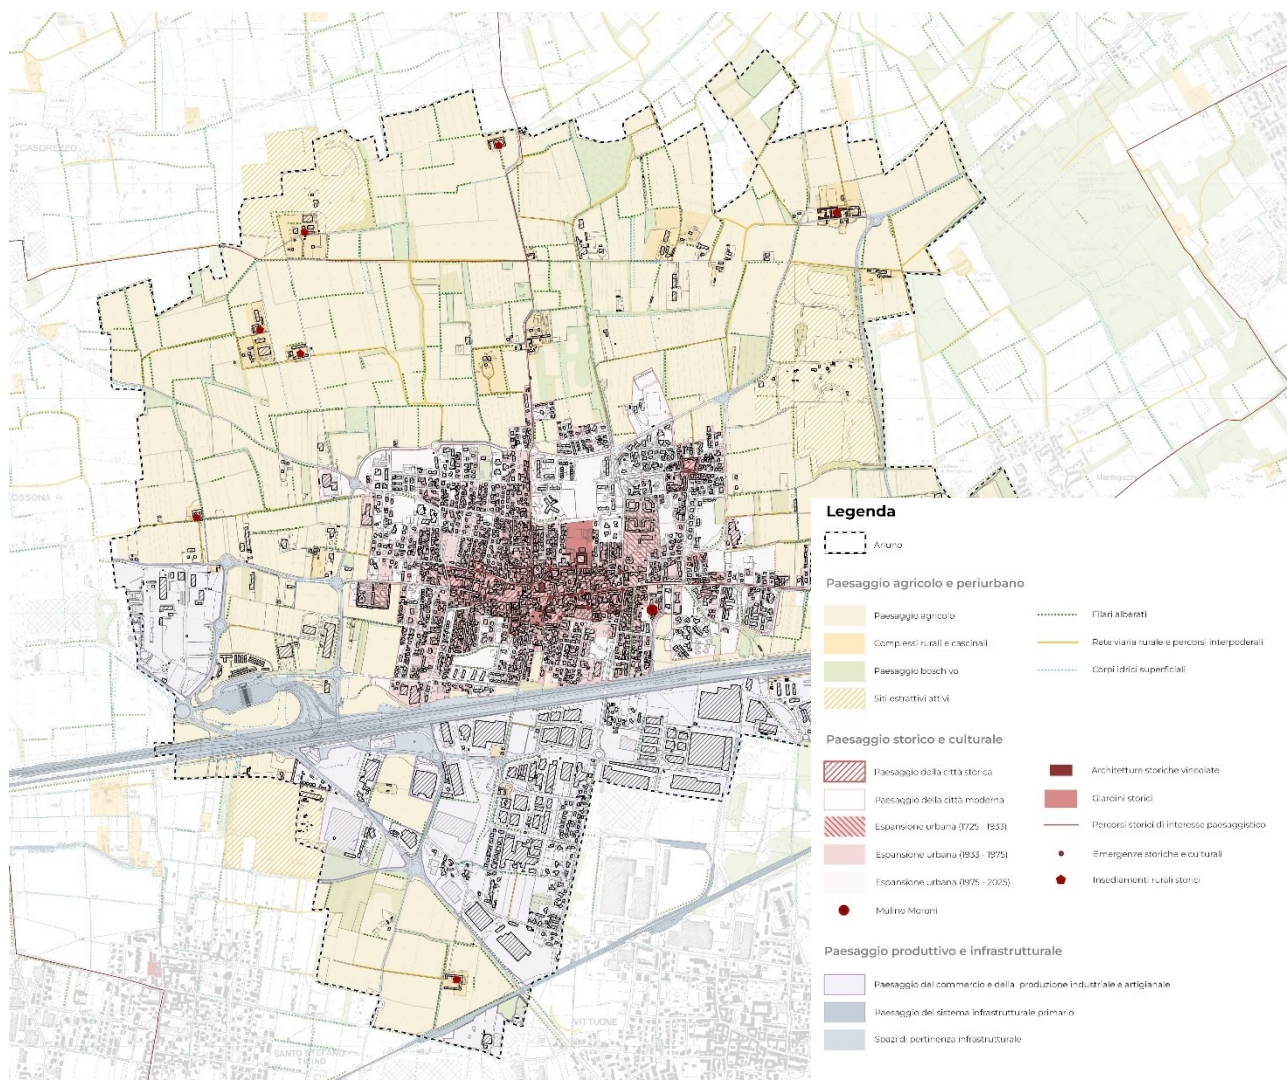 CASOREZZO
OSSONA
Mantegazza
VITTUONE
SANTO STEFANO
TICINO
Legenda
Arluno
Paesaggio agricolo e periurbano
Paesaggio agricolo
Complessi rurali e cascinali
Paesaggio boschivo
Siti estrattivi attivi
Filari alberati
Rete viaria rurale e percorsi interpoderali
Corpi idrici superficiali
Paesaggio storico e culturale
Paesaggio della città storica
Paesaggio della città moderna
Espansione urbana (1725 - 1933)
Espansione urbana (1933 - 1975)
Espansione urbana (1975 - 2025)
Mulino Moroni
Architetture storiche vincolate
Giardini storici
Percorsi storici di interesse paesaggistico
Emergenze storiche e culturali
Insediamenti rurali storici
Paesaggio produttivo e infrastrutturale
Paesaggio del commercio e della produzione industriale e artigianale
Paesaggio del sistema infrastrutturale primario
Spazi di pertinenza infrastrutturale